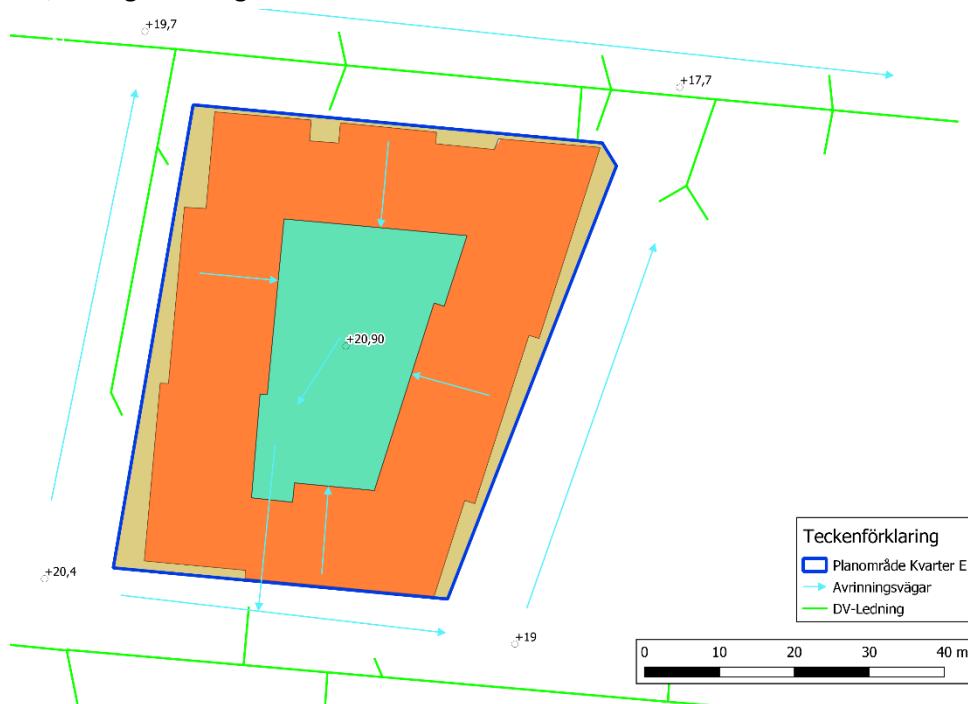 +19,7
+17,7
+20,90
+20,4
+19
Teckenförklaring
Planområde Kvarter E
Avrinningsvägar
DV-Ledning
0 10 20 30 40 m